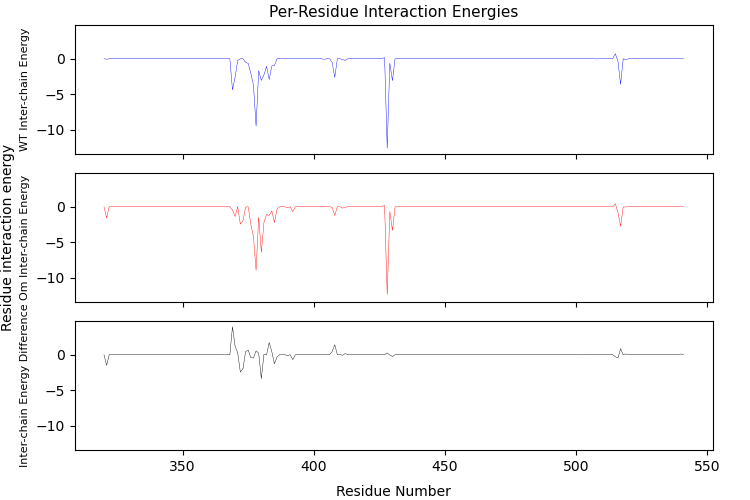 Per-Residue Interaction Energies
WT Inter-chain Energy
0
−5
−10
Residue interaction energy
Om Inter-chain Energy
0
−5
−10
Inter-chain Energy Difference
0
−5
−10
350
400
450
500
550
Residue Number